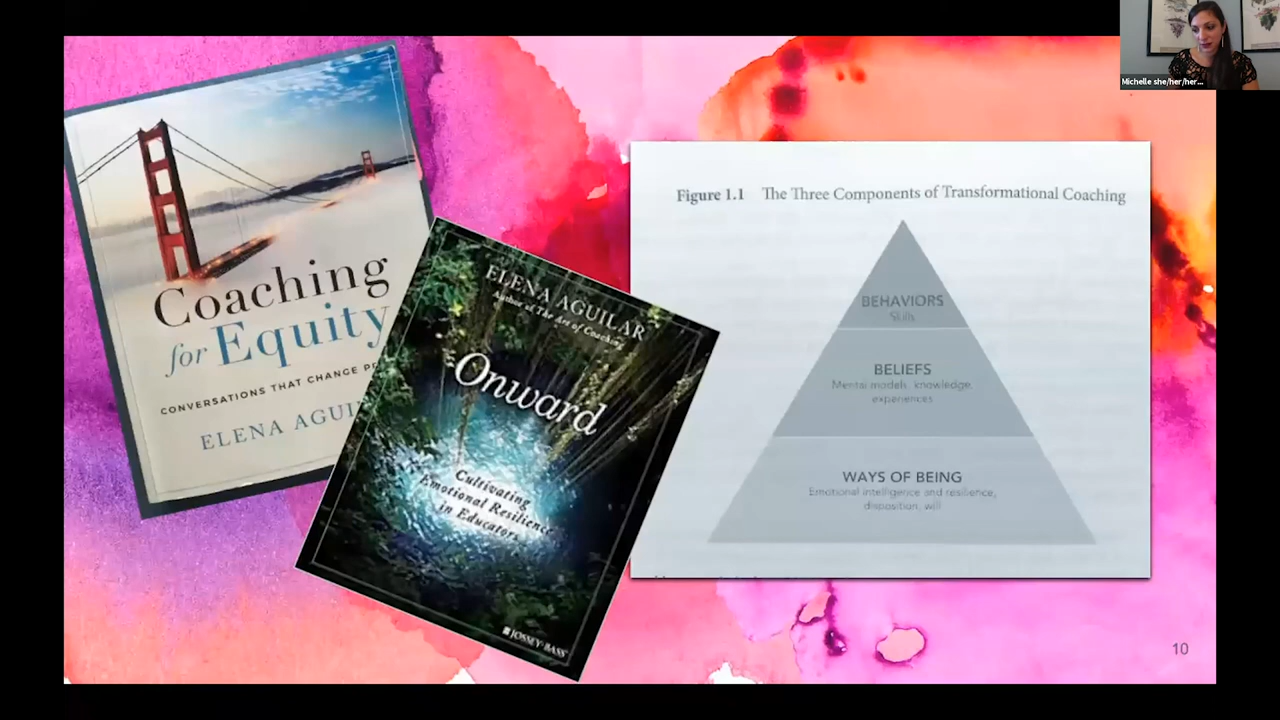 Coaching
for Equity
CONVERSATIONS THAT CHANGE
ELENA
ELENA AGUILAR
Author of The Art of Coaching
Onward
Cultivating
Emotional Resilience
in Educators
JOSSEY-BASS
Figure 1.1 The Three Components of Transformational Coaching
BEHAVIORS
Skills
BELIEFS
Mental models, knowledge,
experiences
WAYS OF BEING
Emotional intelligence and resilience,
disposition, will
10
Michelle she/her/her...